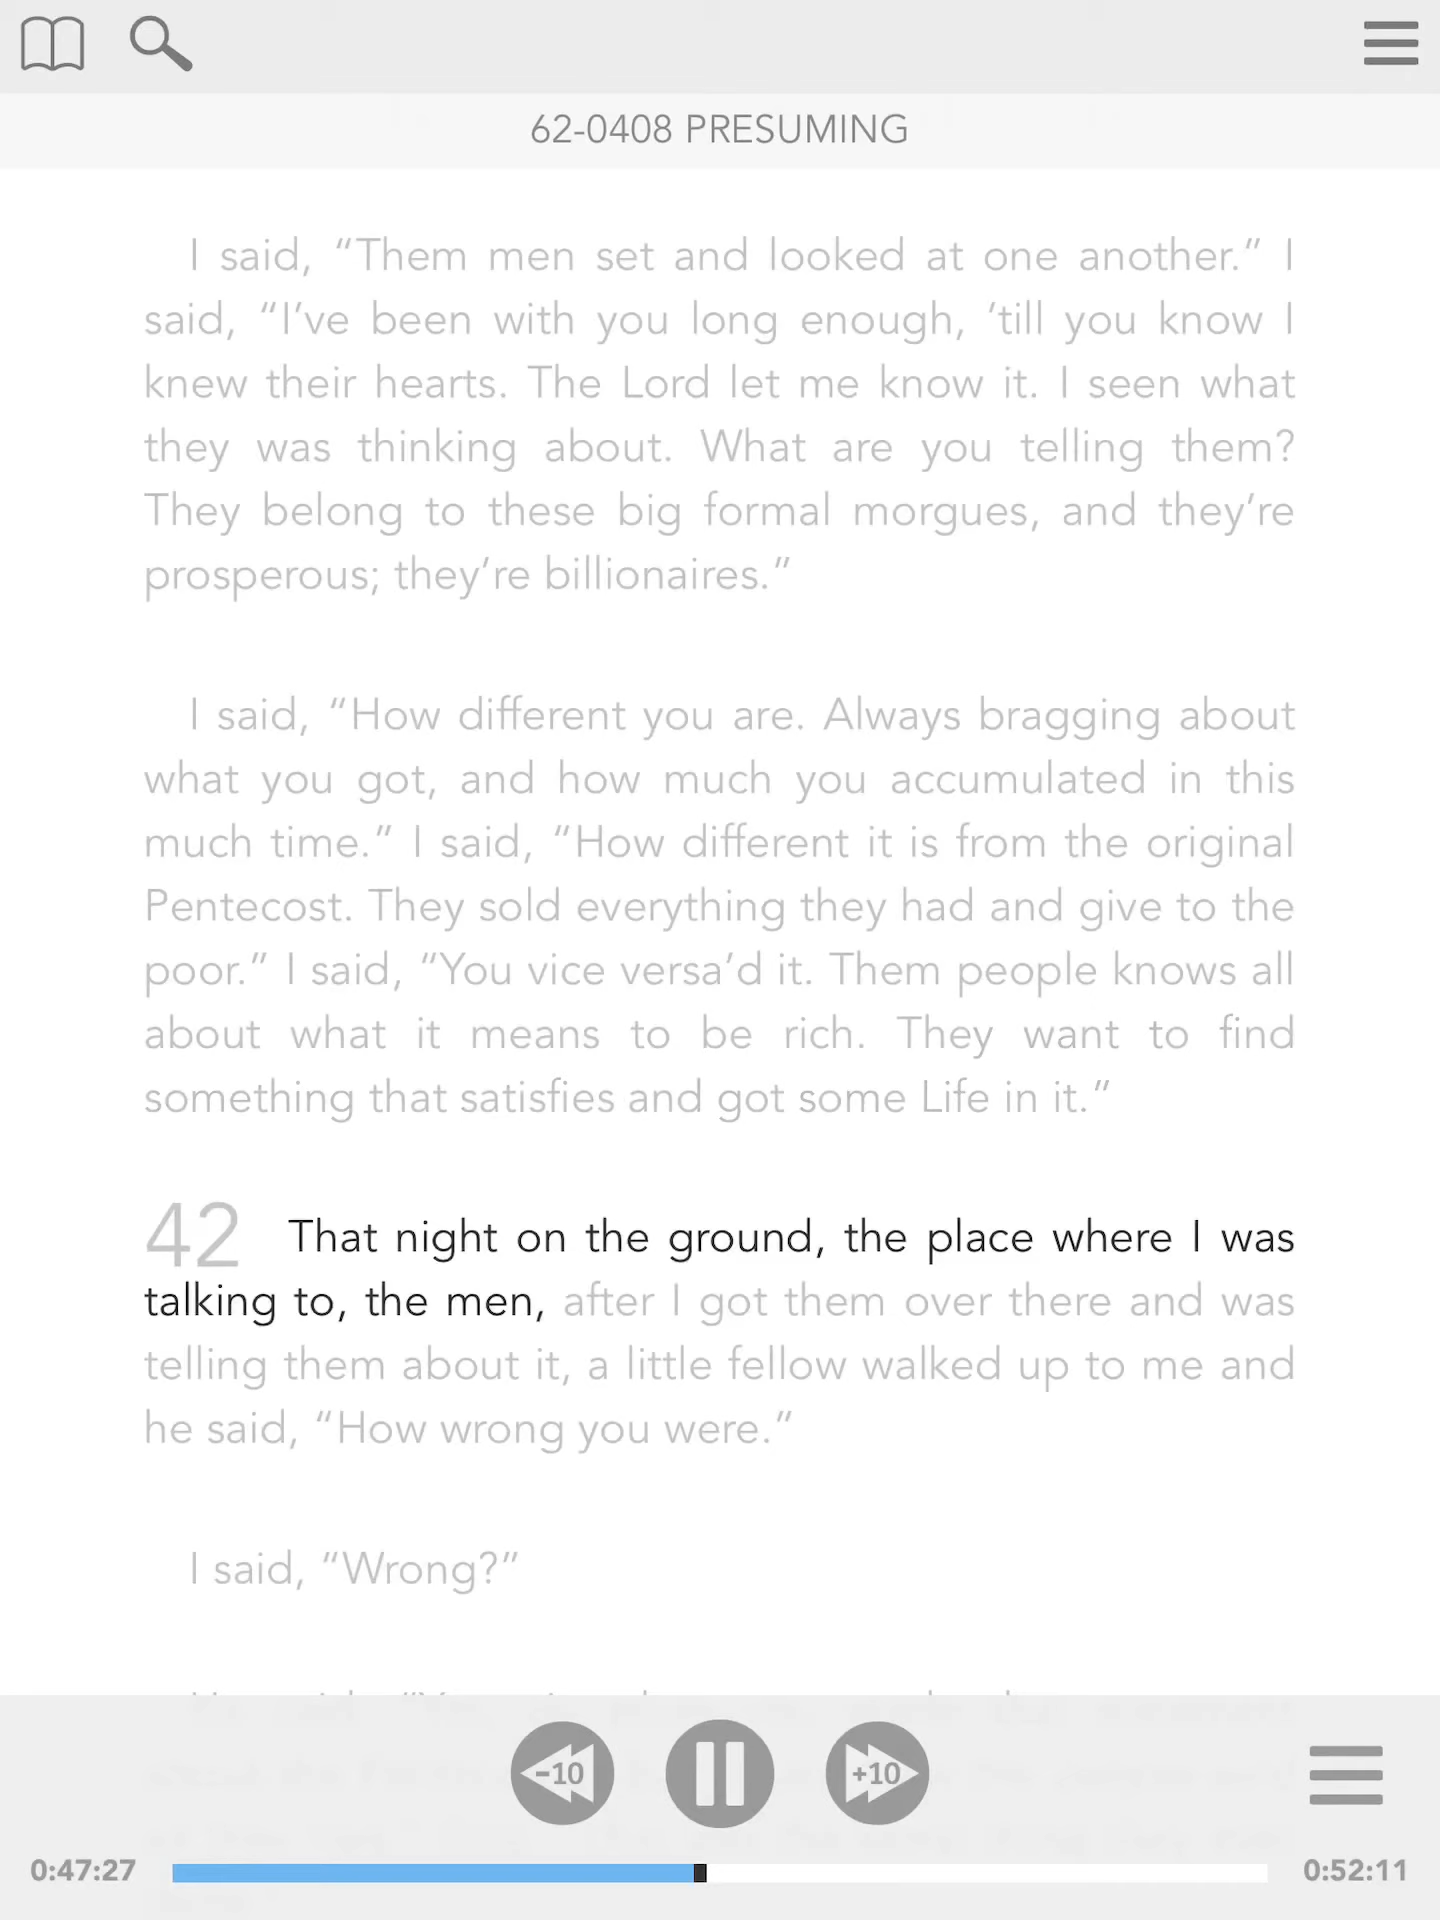 62-0408 PRESUMING
I said, “Them men set and looked at one another.” I
said, “I’ve been with you long enough, ’till you know I
knew their hearts. The Lord let me know it. I seen what
they was thinking about. What are you telling them?
They belong to these big formal morgues, and they’re
prosperous; they’re billionaires.”
I said, “How different you are. Always bragging about
what you got, and how much you accumulated in this
much time.” I said, “How different it is from the original
Pentecost. They sold everything they had and give to the
poor.” I said, “You vice versa’d it. Them people knows all
about what it means to be rich. They want to find
something that satisfies and got some Life in it.”
42 That night on the ground, the place where I was
talking to, the men, after I got them over there and was
telling them about it, a little fellow walked up to me and
he said, “How wrong you were.”
I said, “Wrong?”
-10 +10
0:47:27 0:52:11